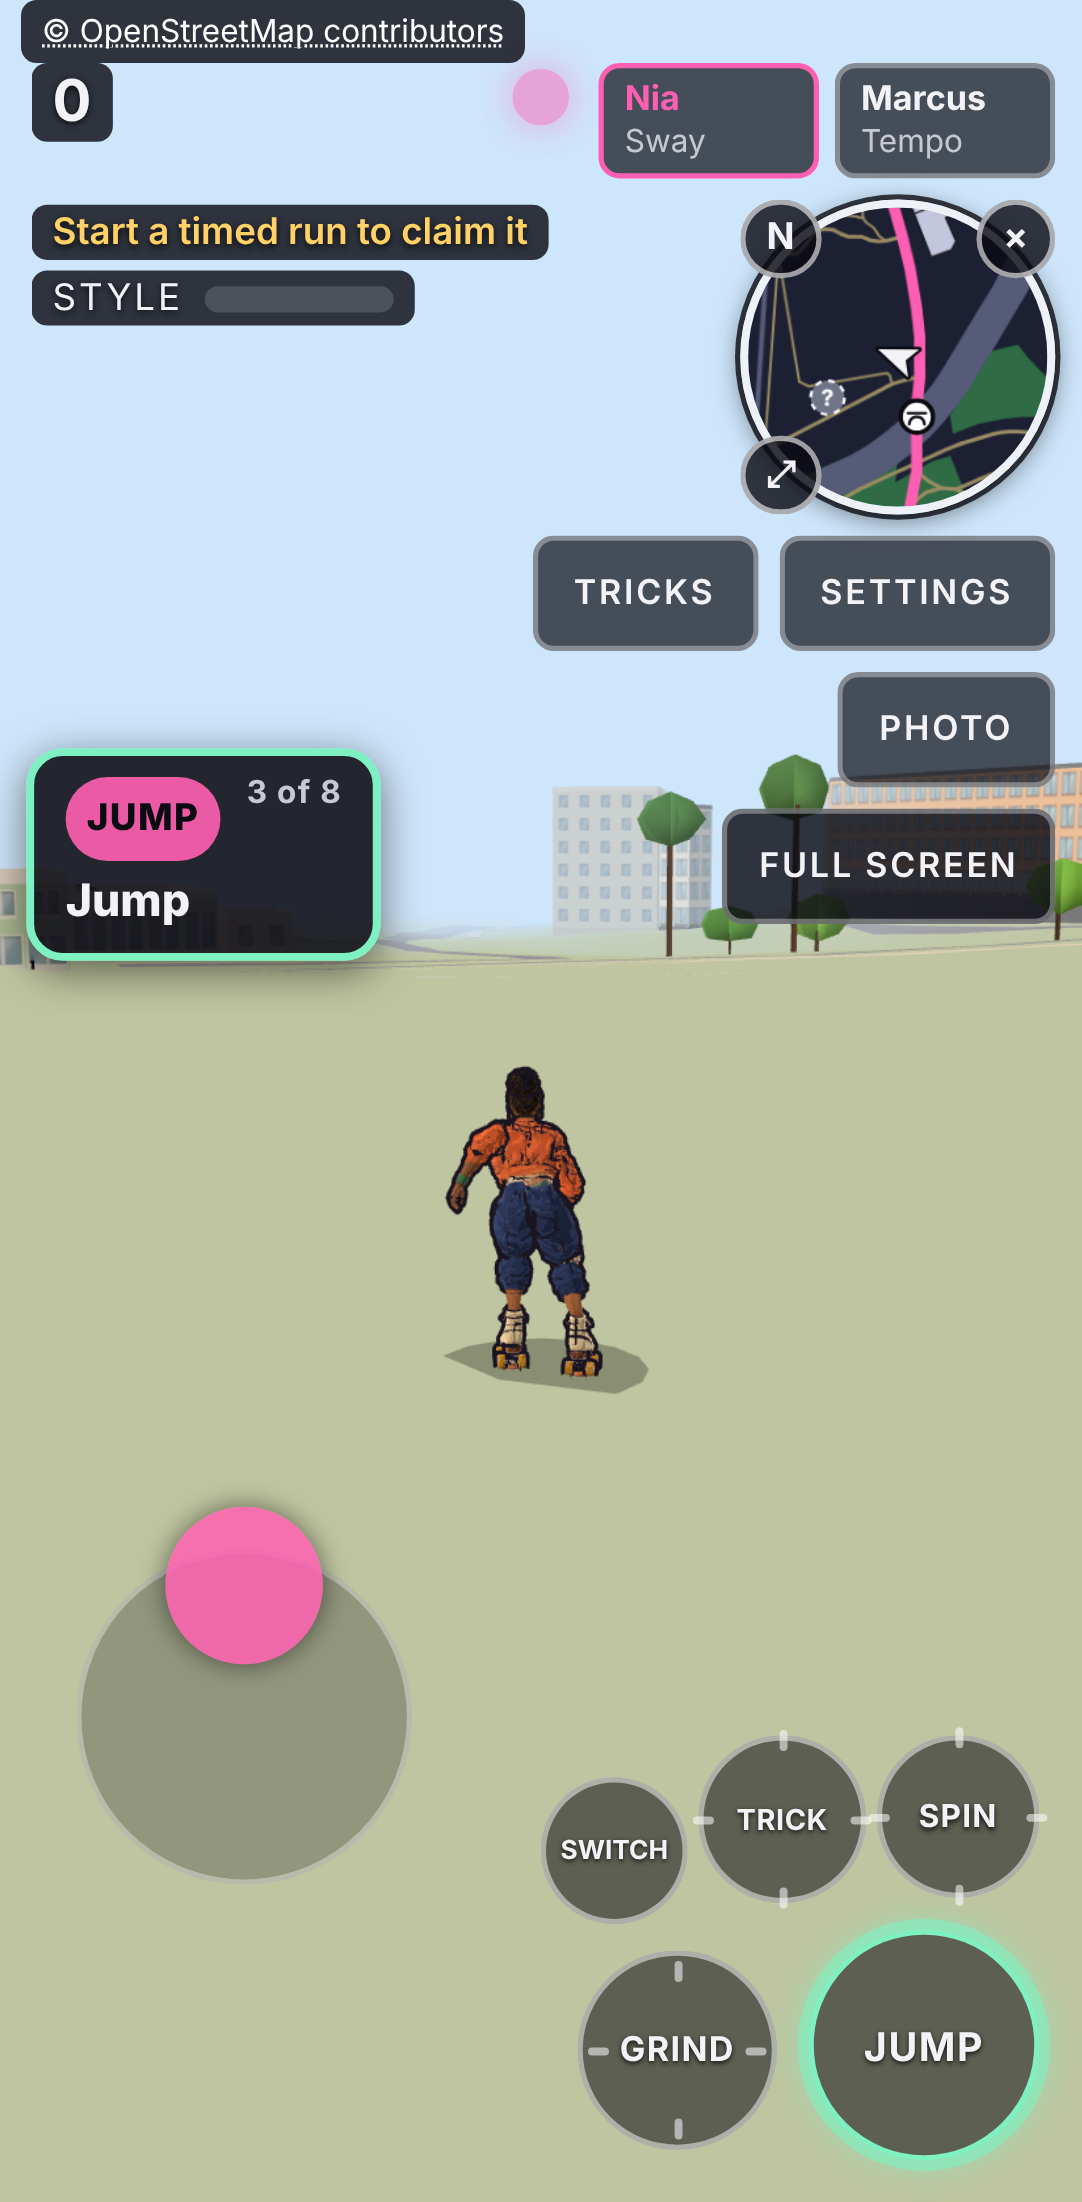 © OpenStreetMap contributors
0
Nia
Sway
Marcus
Tempo
Start a timed run to claim it
STYLE
N
×
?
TRICKS
SETTINGS
PHOTO
JUMP
3 of 8
Jump
FULL SCREEN
SWITCH
TRICK
SPIN
GRIND
JUMP